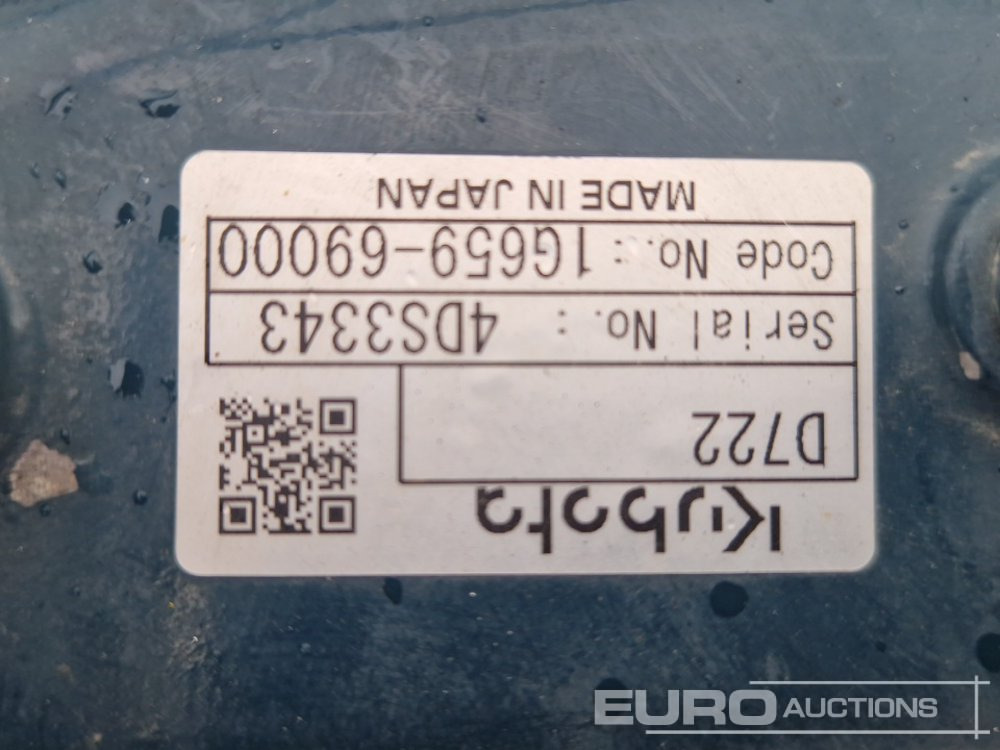 Kubota
D722
Serial No. : 4DS3343
Code No. : 1G659-69000
MADE IN JAPAN
EURO AUCTIONS